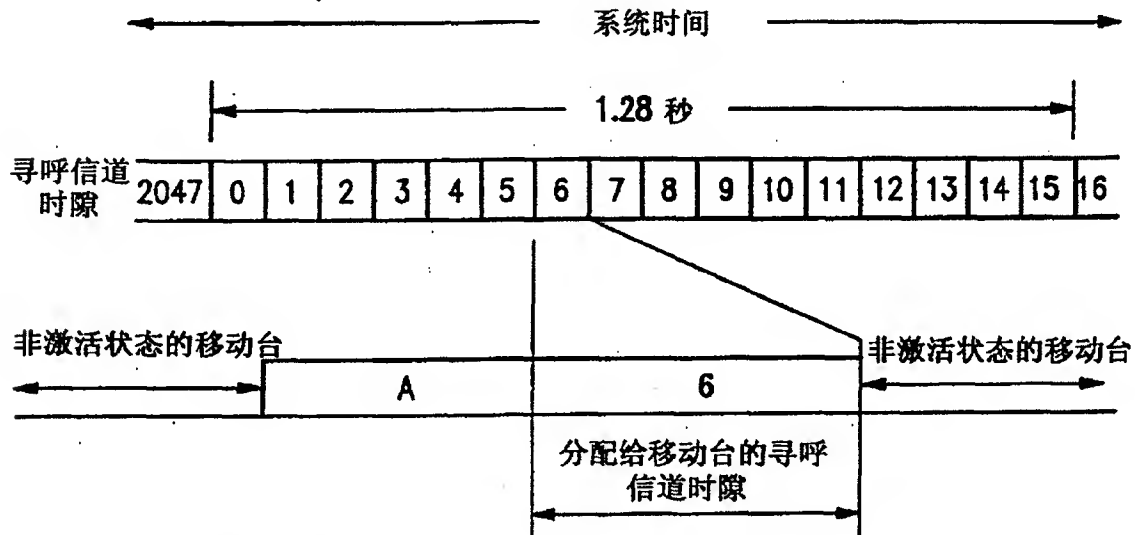 系统时间
1.28 秒
寻呼信道
时隙
2047 0 1 2 3 4 5 6 7 8 9 10 11 12 13 14 15 16
非激活状态的移动台
非激活状态的移动台
A 6
分配给移动台的寻呼
信道时隙